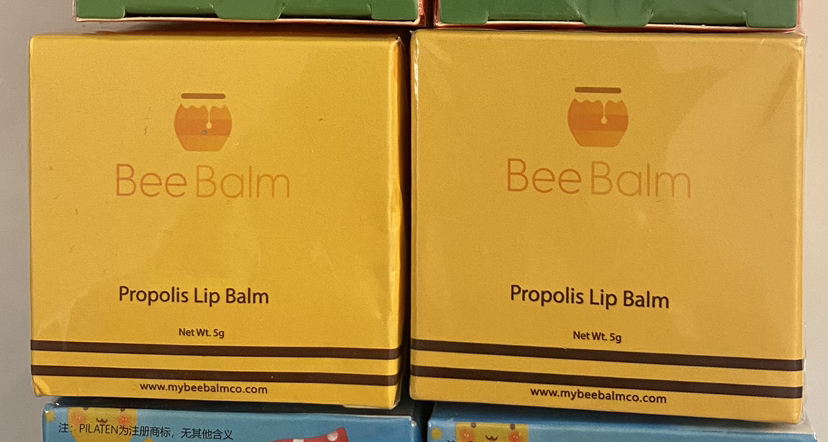 Bee Balm
Propolis Lip Balm
Net Wt. 5g
www.mybeebalmco.com
Bee Balm
Propolis Lip Balm
Net Wt. 5g
www.mybeebalmco.com
注：PILATEN为注册商标，无其他含义